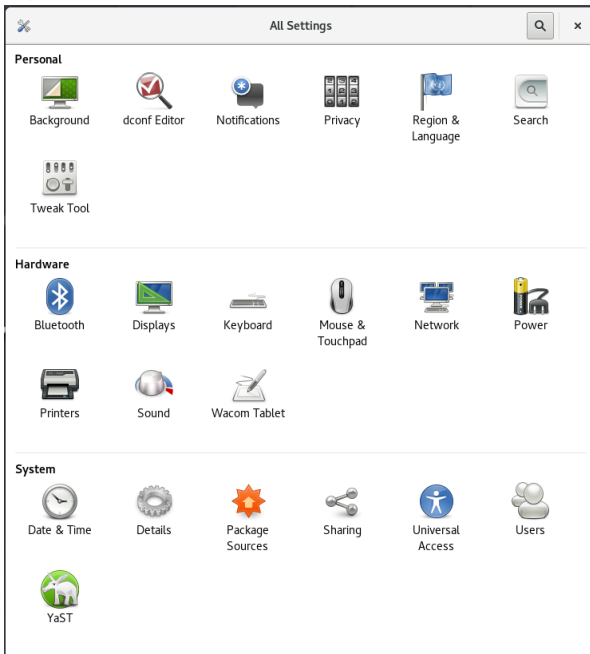 All Settings
Personal
Background
dconf Editor
Notifications
Privacy
Region &
Language
Search
Tweak Tool
Hardware
Bluetooth
Displays
Keyboard
Mouse &
Touchpad
Network
Power
Printers
Sound
Wacom Tablet
System
Date & Time
Details
Package
Sources
Sharing
Universal
Access
Users
YaST